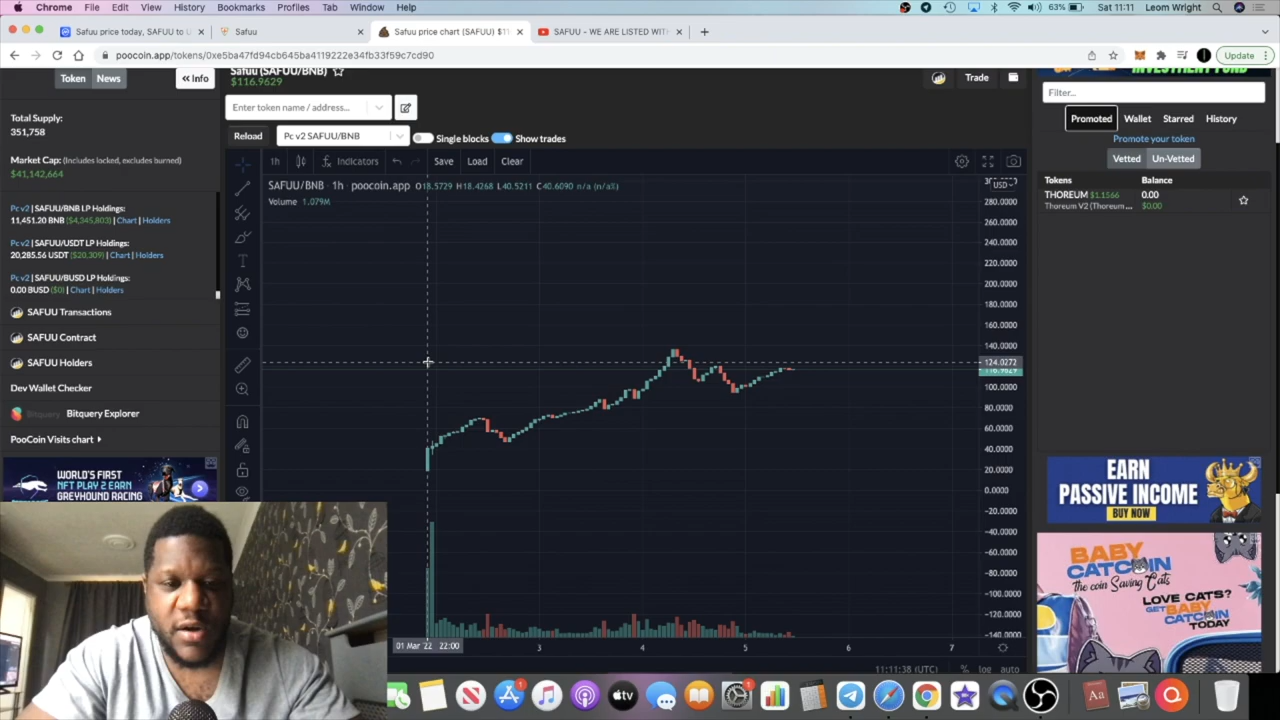 Chrome File Edit View History Bookmarks Profiles Tab Window Help
63% Sat 11:11 Leom Wright
Safuu price today, SAFUU to U
Safuu
Safuu price chart (SAFUU) $11
SAFUU - WE ARE LISTED WITH
poocoin.app/tokens/0xe5ba47fd94cb645ba4119222e34fb33f59c7cd90
Update
Token News
<< Info
Total Supply:
351,758
Market Cap: (Includes locked, excludes burned)
$41,142,664
Pc v2 | SAFUU/BNB LP Holdings:
11,451.20 BNB ($4,345,803) | Chart | Holders
Pc v2 | SAFUU/USDT LP Holdings:
20,285.56 USDT ($20,309) | Chart | Holders
Pc v2 | SAFUU/BUSD LP Holdings:
0.00 BUSD ($0) | Chart | Holders
SAFUU Transactions
SAFUU Contract
SAFUU Holders
Dev Wallet Checker
Bitquery Bitquery Explorer
PooCoin Visits chart
WORLD'S FIRST
NFT PLAY 2 EARN
GREYHOUND RACING
Safuu (SAFUU/BNB)
$116.9629
Trade
Enter token name / address...
Reload
Pc v2 SAFUU/BNB
Single blocks
Show trades
1h
Indicators
Save
Load
Clear
SAFUU/BNB 1h poocoin.app O18.5729 H18.4268 L40.5211 C40.6090 n/a (n/a%)
Volume 1.079M
USD
280.0000
260.0000
240.0000
220.0000
200.0000
180.0000
160.0000
140.0000
124.0272
116.9629
100.0000
80.0000
60.0000
40.0000
20.0000
0.0000
-20.0000
-40.0000
-60.0000
-80.0000
-100.0000
-120.0000
-140.0000
01 Mar '22 22:00
3 4 5 6 7
11:11:38 (UTC) % log auto
INVESTMENT FUND
Filter...
Promoted Wallet Starred History
Promote your token
Vetted Un-Vetted
Tokens Balance
THOREUM $1.1566 0.00
Thoreum V2 (Thoreum ... $0.00
EARN
PASSIVE INCOME
BUY NOW
BABY
CATCOIN
the coin Saving Cats
LOVE CATS?
GET BABY
CATCOIN
TODAY